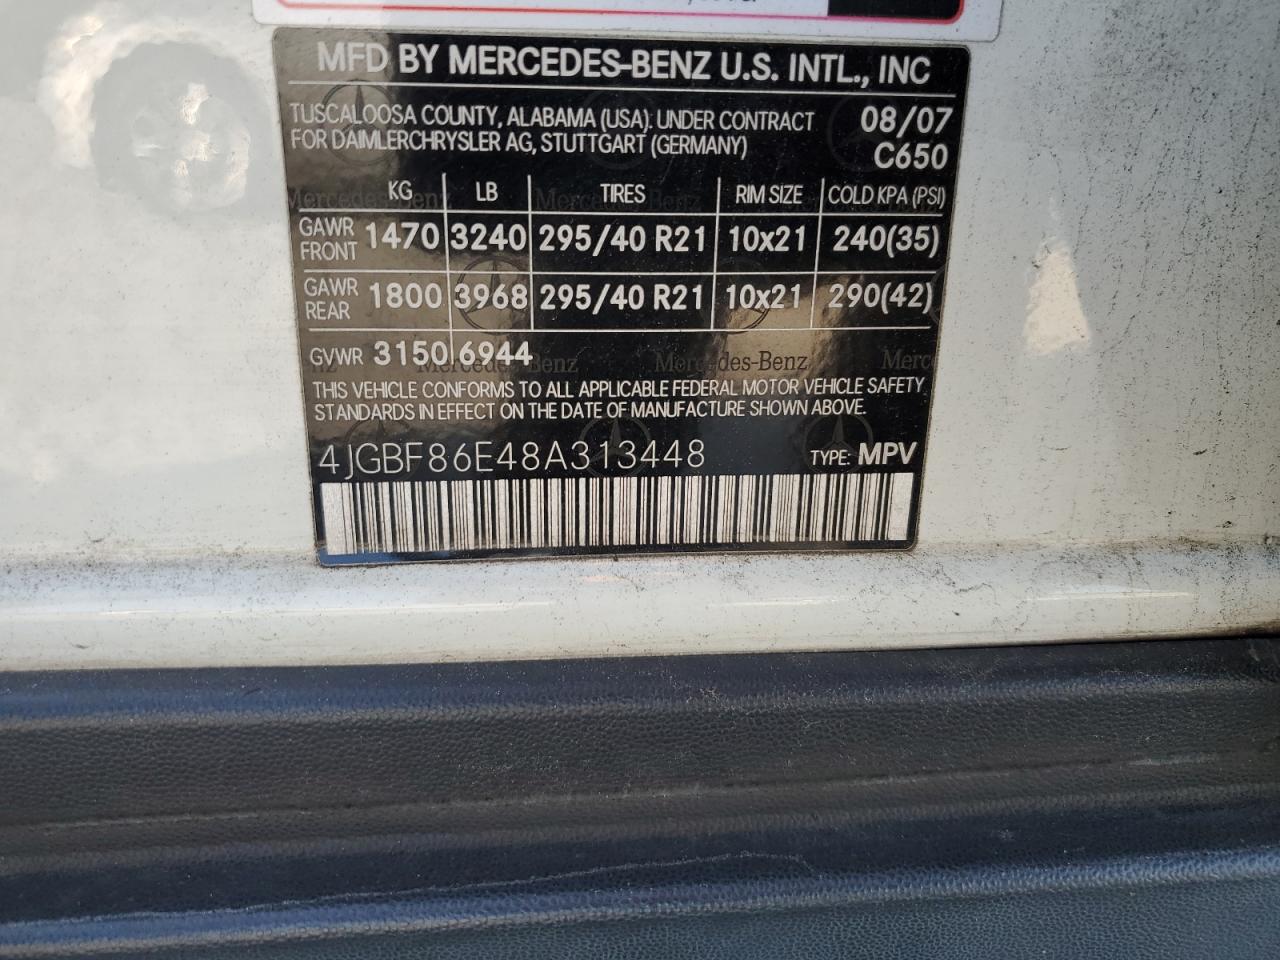 MFD BY MERCEDES-BENZ U.S. INTL., INC
TUSCALOOSA COUNTY, ALABAMA (USA). UNDER CONTRACT 08/07
FOR DAIMLERCHRYSLER AG, STUTTGART (GERMANY) C650
KG LB TIRES RIM SIZE COLD KPA (PSI)
GAWR FRONT 1470 3240 295/40 R21 10x21 240(35)
GAWR REAR 1800 3968 295/40 R21 10x21 290(42)
GVWR 3150 6944
THIS VEHICLE CONFORMS TO ALL APPLICABLE FEDERAL MOTOR VEHICLE SAFETY
STANDARDS IN EFFECT ON THE DATE OF MANUFACTURE SHOWN ABOVE.
4JGBF86E48A313448 TYPE: MPV